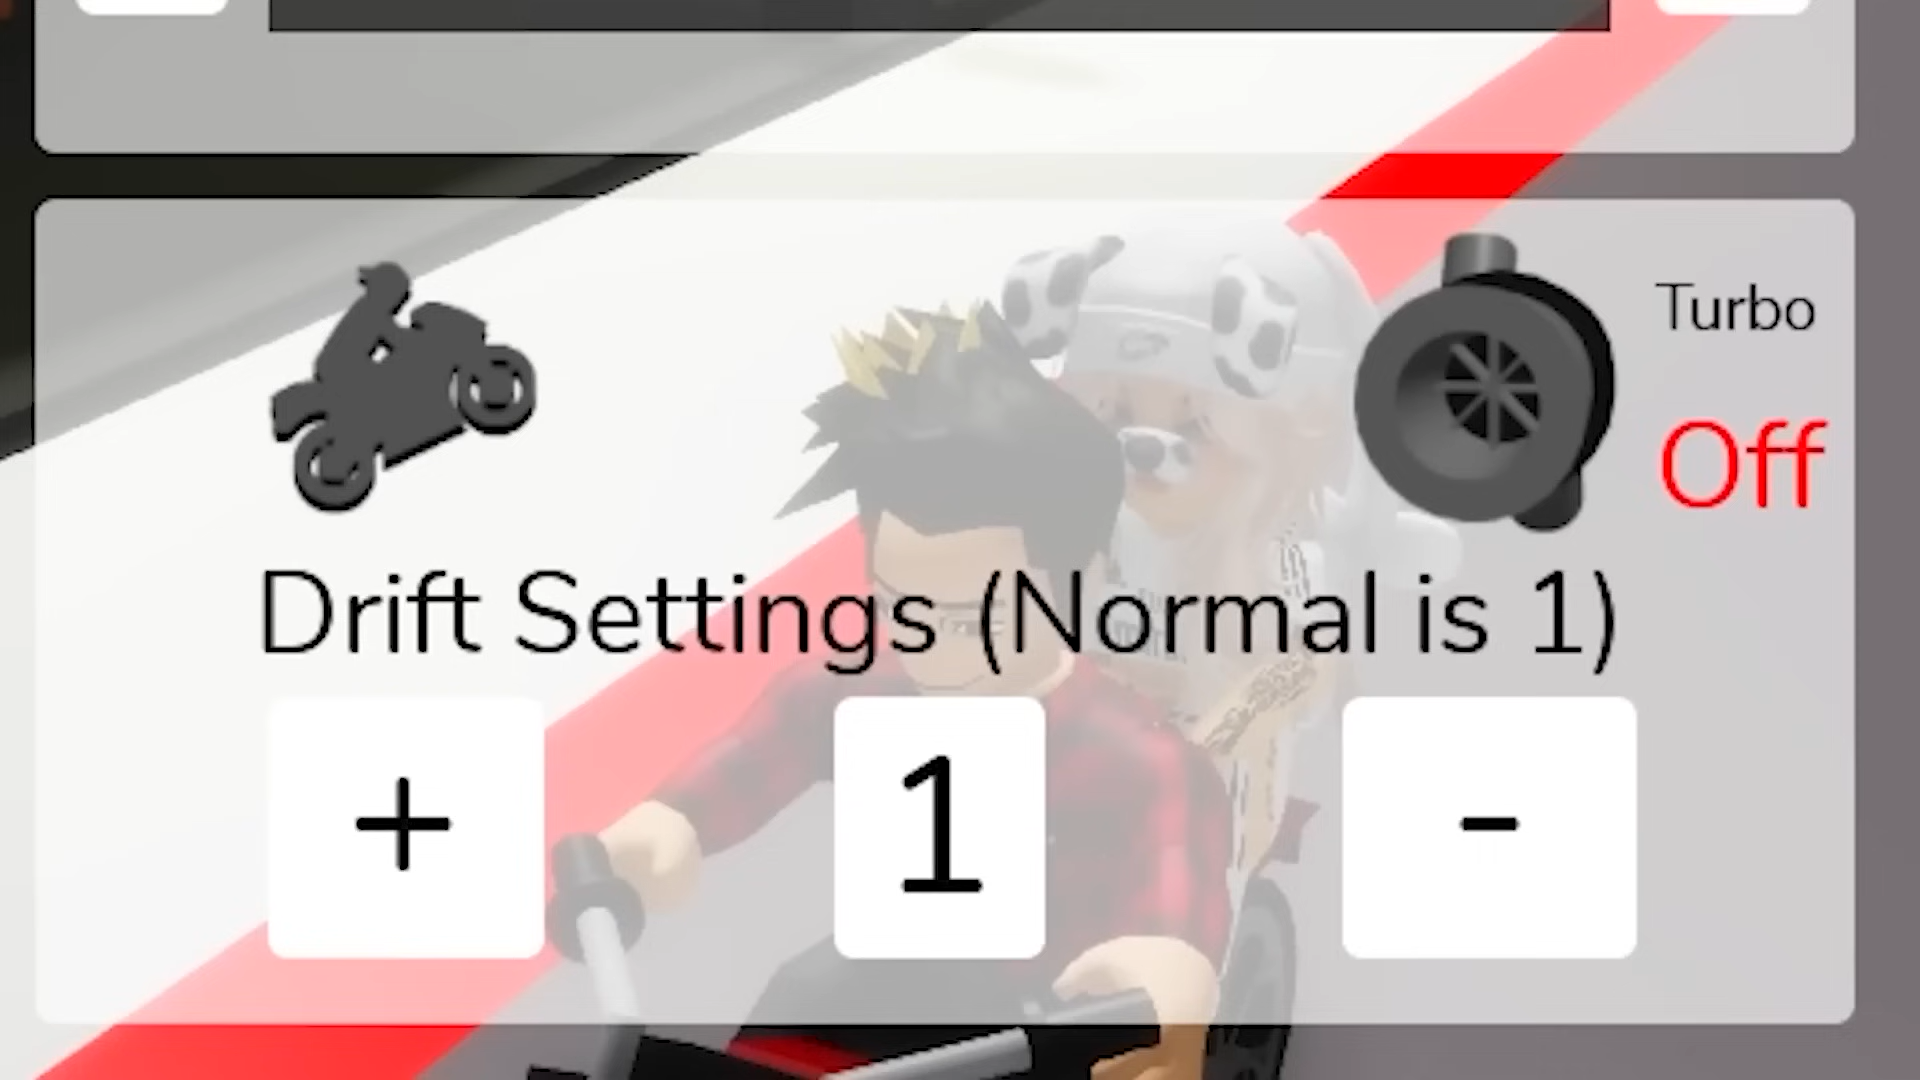 Turbo
Off
Drift Settings (Normal is 1)
+ 1 -